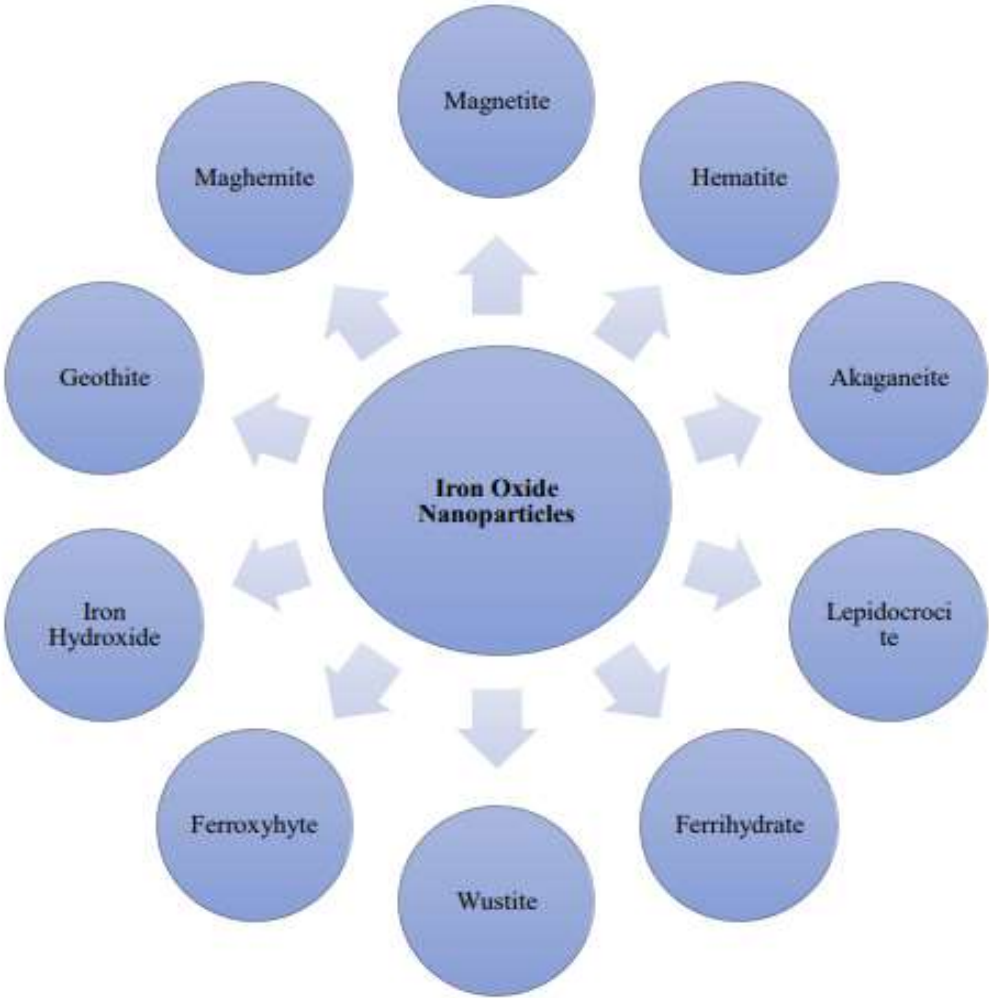 Magnetite
Hematite
Maghemite
Akaganeite
Geothite
Iron Oxide
Nanoparticles
Lepidocroci
te
Iron
Hydroxide
Ferrihydrate
Ferroxyhyte
Wustite